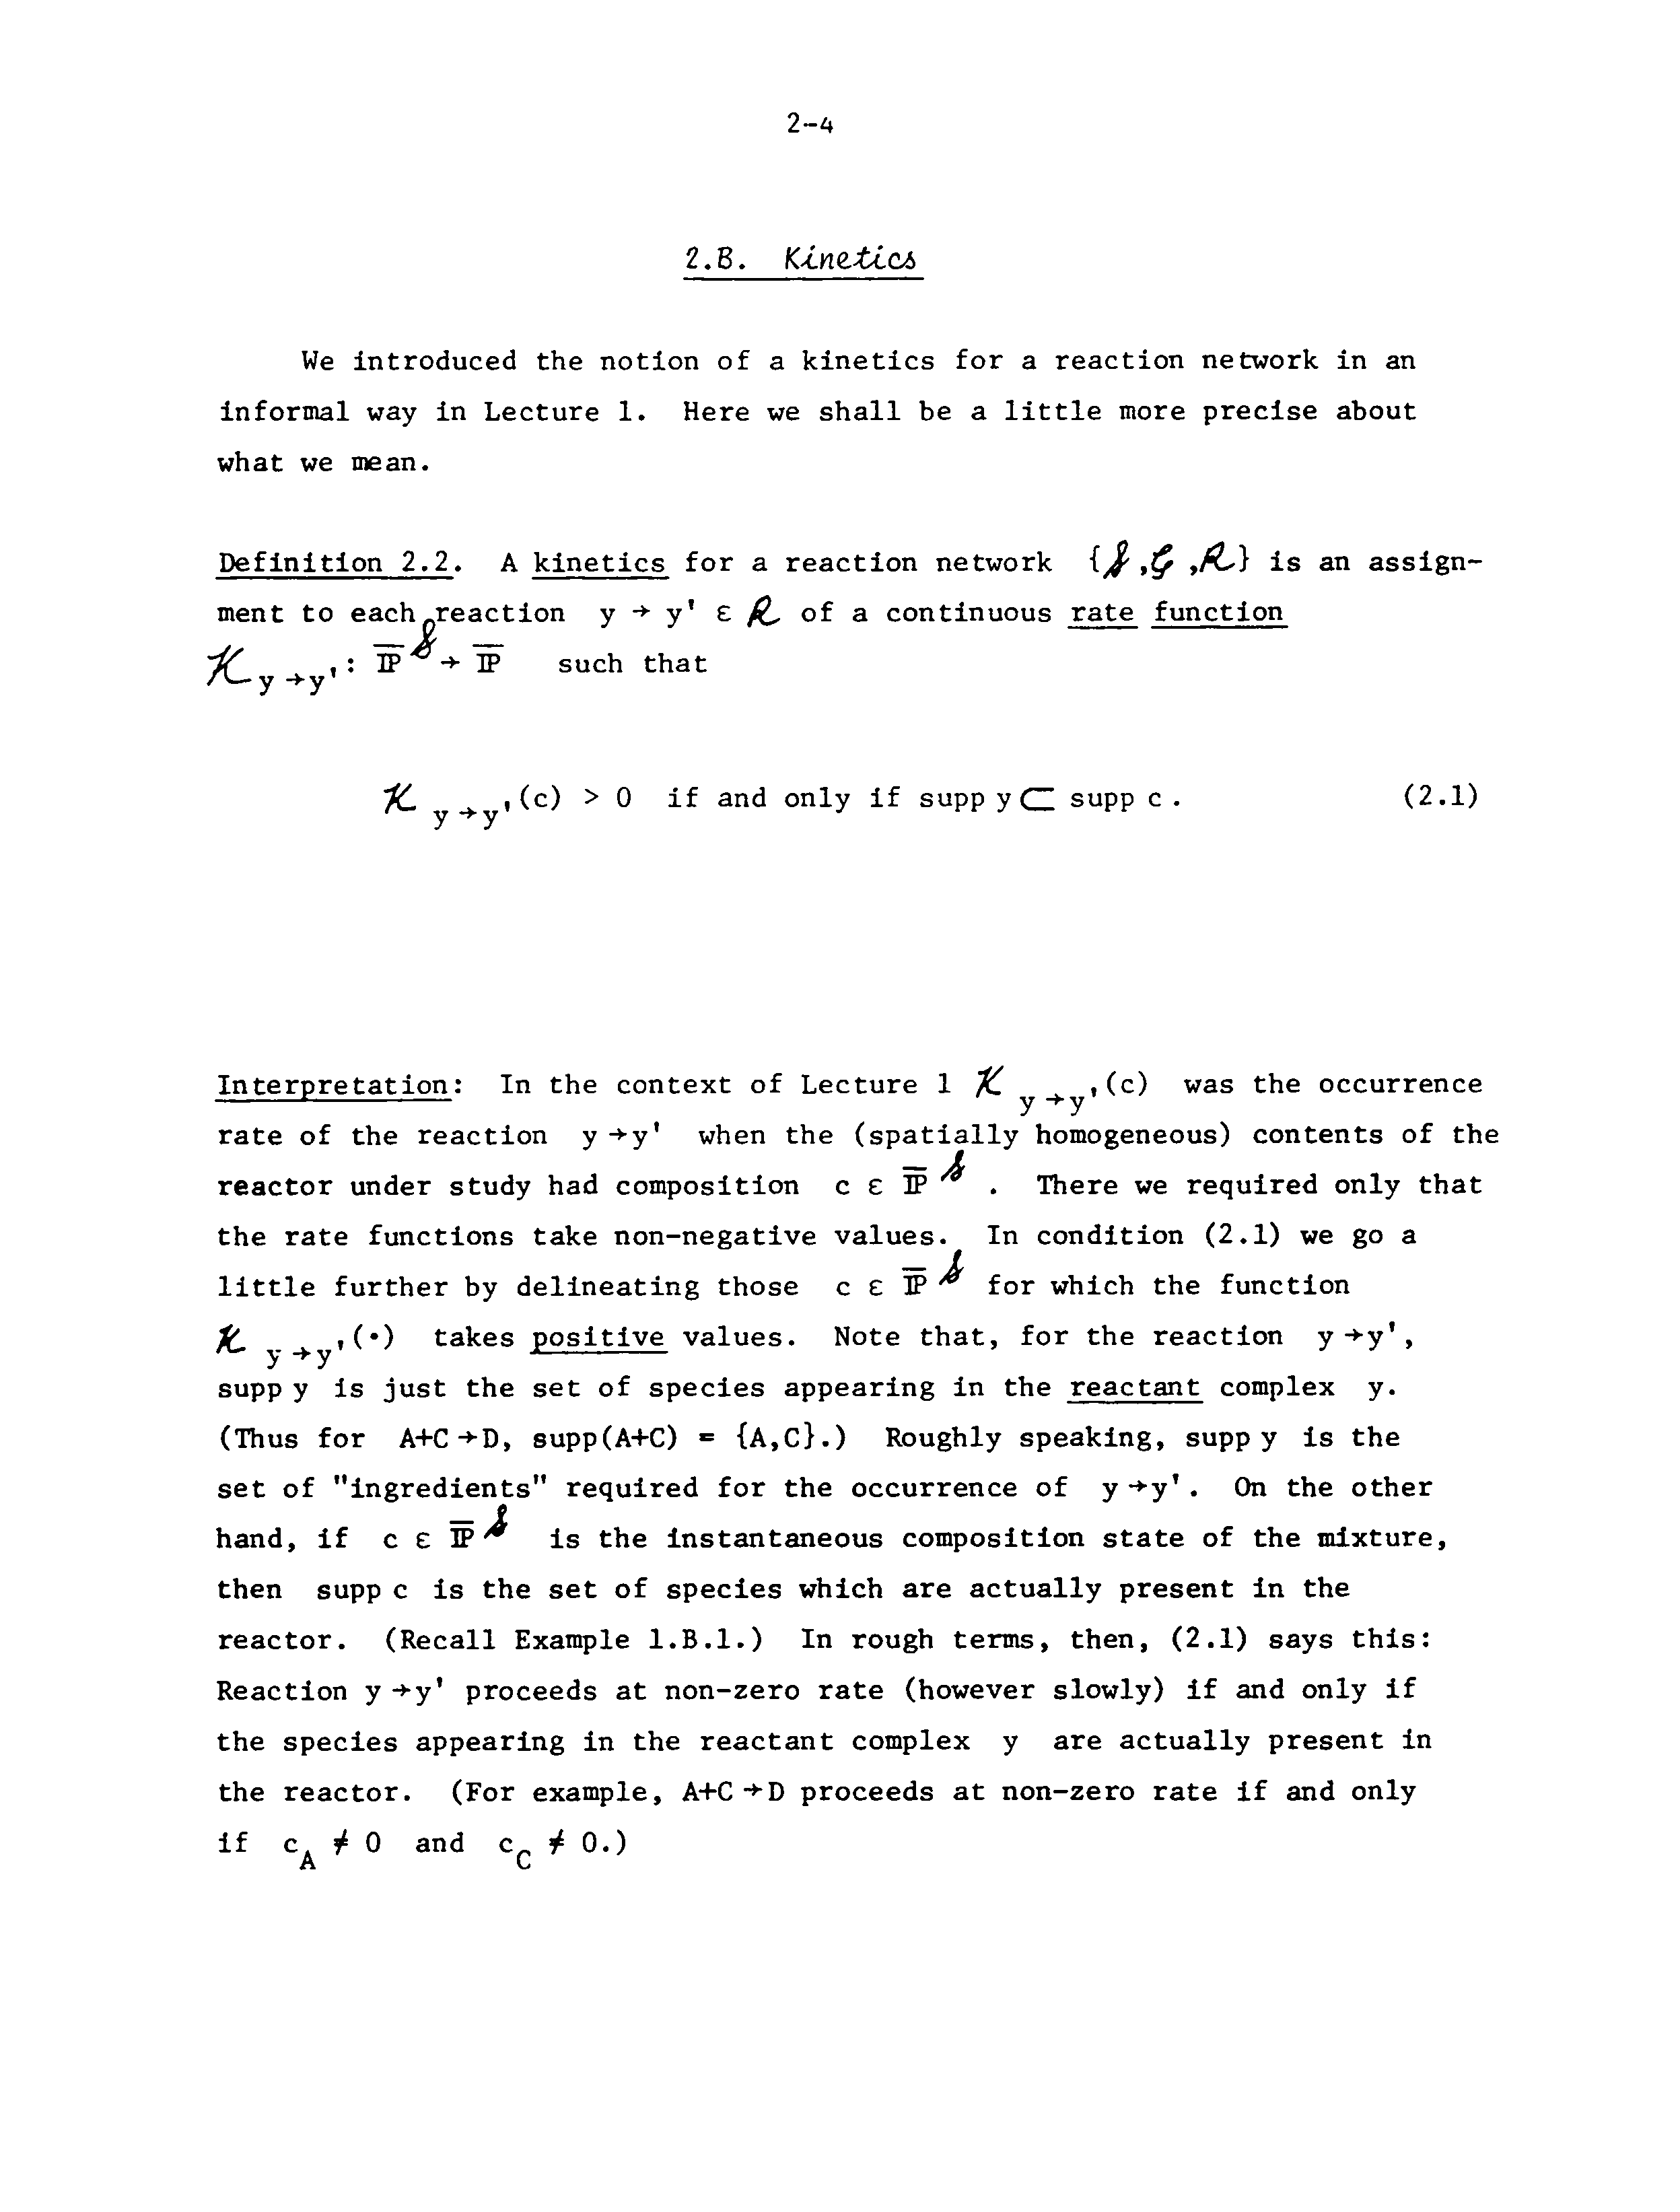 2-4
2.B. Kinetics
We introduced the notion of a kinetics for a reaction network in an
informal way in Lecture 1. Here we shall be a little more precise about
what we mean.
Definition 2.2. A kinetics for a reaction network {𝒮,𝒞,ℛ} is an assign-
ment to each reaction y → y' ε ℛ of a continuous rate function
𝒦 y→y': ℙ̅^𝒮 → ℙ̅ such that
𝒦 y→y'(c) > 0 if and only if supp y ⊂ supp c. (2.1)
Interpretation: In the context of Lecture 1 𝒦 y→y'(c) was the occurrence
rate of the reaction y→y' when the (spatially homogeneous) contents of the
reactor under study had composition c ε ℙ̅^𝒮. There we required only that
the rate functions take non-negative values. In condition (2.1) we go a
little further by delineating those c ε ℙ̅^𝒮 for which the function
𝒦 y→y'(•) takes positive values. Note that, for the reaction y→y',
supp y is just the set of species appearing in the reactant complex y.
(Thus for A+C→D, supp(A+C) = {A,C}.) Roughly speaking, supp y is the
set of "ingredients" required for the occurrence of y→y'. On the other
hand, if c ε ℙ̅^𝒮 is the instantaneous composition state of the mixture,
then supp c is the set of species which are actually present in the
reactor. (Recall Example 1.B.1.) In rough terms, then, (2.1) says this:
Reaction y→y' proceeds at non-zero rate (however slowly) if and only if
the species appearing in the reactant complex y are actually present in
the reactor. (For example, A+C→D proceeds at non-zero rate if and only
if c_A ≠ 0 and c_C ≠ 0.)